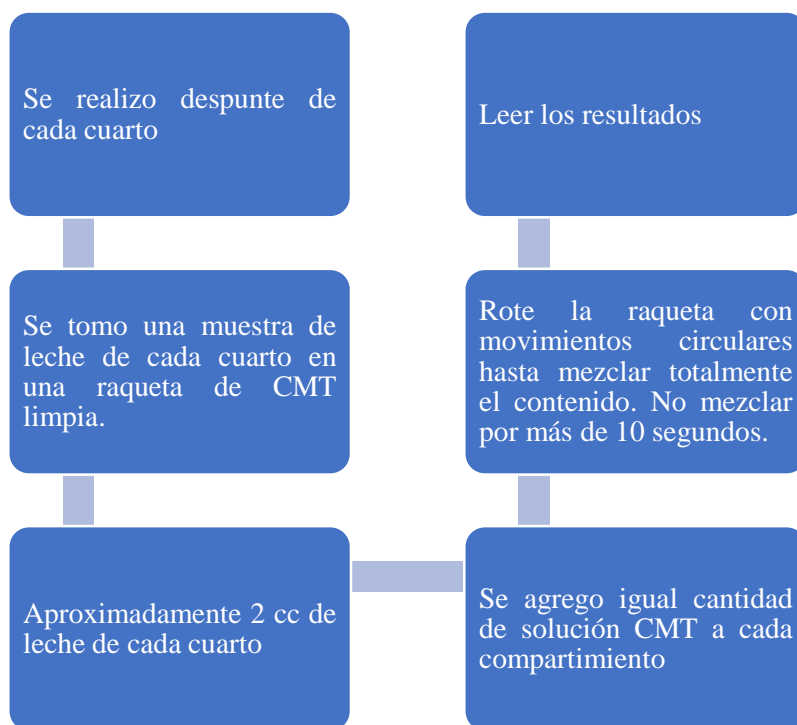 Se realizo despunte de
cada cuarto
Se tomo una muestra de
leche de cada cuarto en
una raqueta de CMT
limpia.
Aproximadamente 2 cc de
leche de cada cuarto
Se agrego igual cantidad
de solución CMT a cada
compartimiento
Rote la raqueta con
movimientos circulares
hasta mezclar totalmente
el contenido. No mezclar
por más de 10 segundos.
Leer los resultados